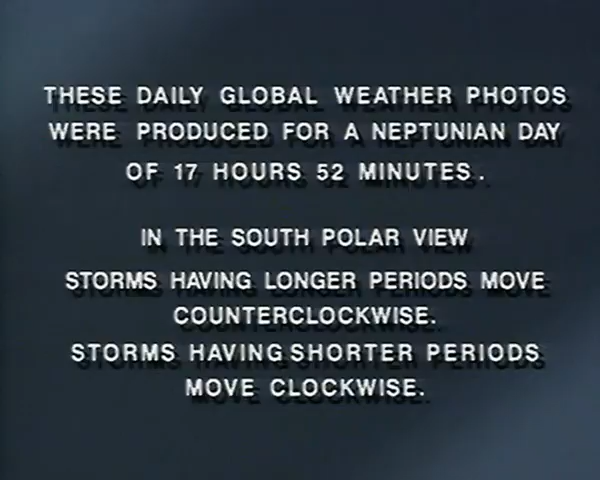 THESE DAILY GLOBAL WEATHER PHOTOS
WERE PRODUCED FOR A NEPTUNIAN DAY
OF 17 HOURS 52 MINUTES.
IN THE SOUTH POLAR VIEW
STORMS HAVING LONGER PERIODS MOVE
COUNTERCLOCKWISE.
STORMS HAVING SHORTER PERIODS
MOVE CLOCKWISE.